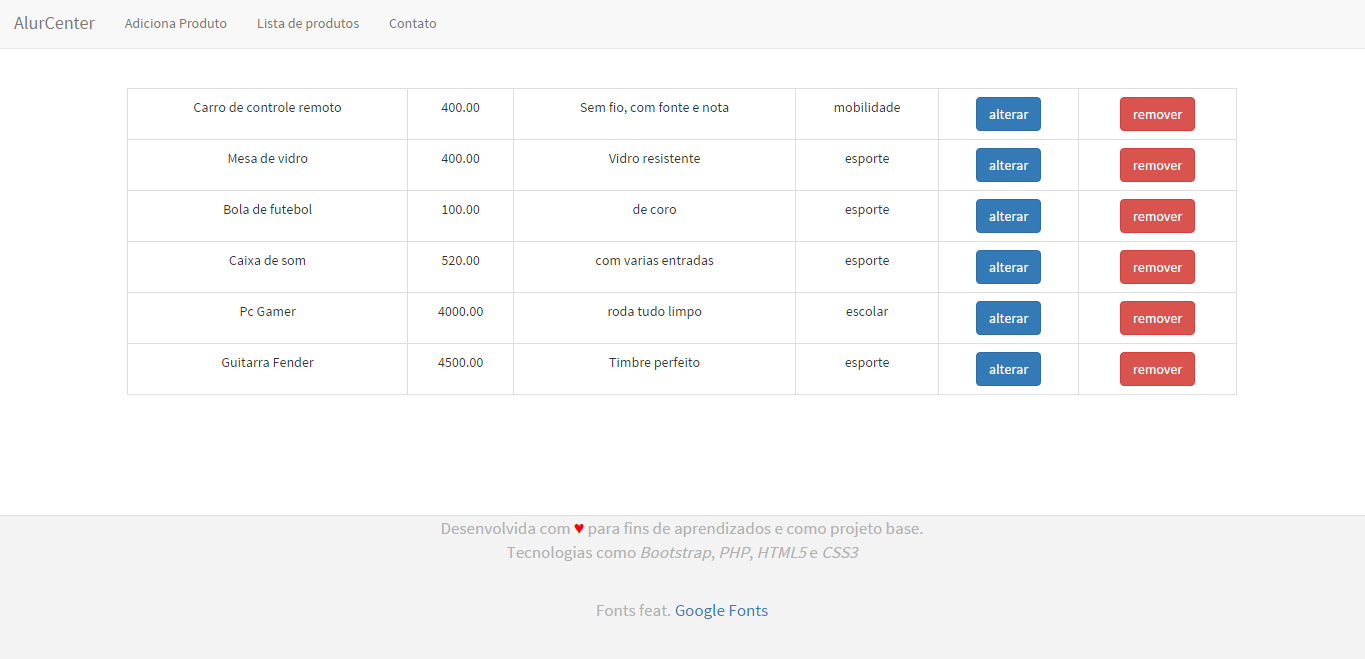 AlurCenter Adiciona Produto Lista de produtos Contato
Carro de controle remoto 400.00 Sem fio, com fonte e nota mobilidade alterar remover
Mesa de vidro 400.00 Vidro resistente esporte alterar remover
Bola de futebol 100.00 de coro esporte alterar remover
Caixa de som 520.00 com varias entradas esporte alterar remover
Pc Gamer 4000.00 roda tudo limpo escolar alterar remover
Guitarra Fender 4500.00 Timbre perfeito esporte alterar remover
Desenvolvida com ♥ para fins de aprendizados e como projeto base.
Tecnologias como Bootstrap, PHP, HTML5 e CSS3
Fonts feat. Google Fonts